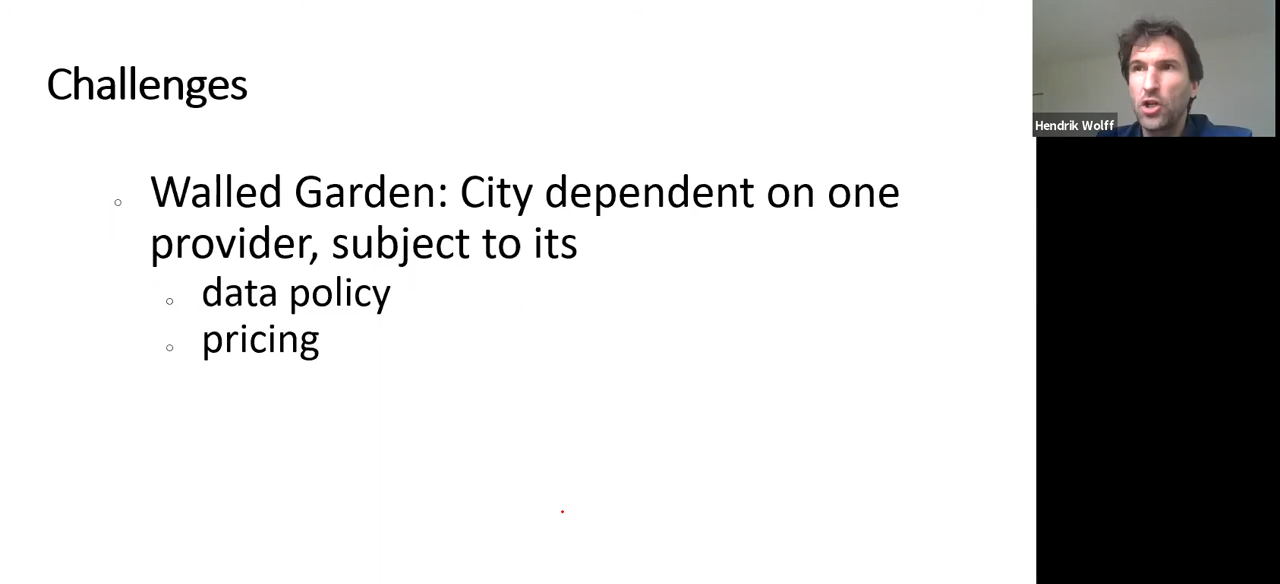 Challenges
Hendrik Wolff
Walled Garden: City dependent on one
provider, subject to its
data policy
pricing